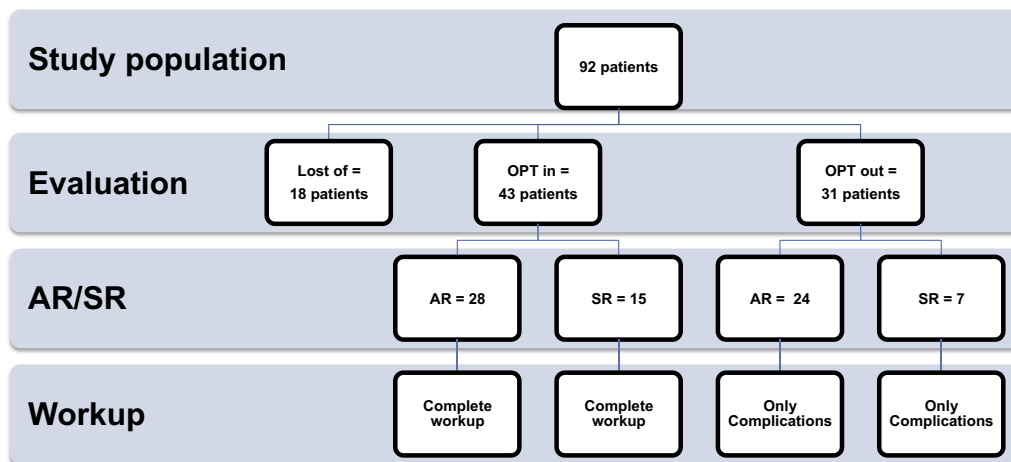 Study population
92 patients
Evaluation
Lost of =
18 patients
OPT in =
43 patients
OPT out =
31 patients
AR/SR
AR = 28
SR = 15
AR = 24
SR = 7
Workup
Complete
workup
Complete
workup
Only
Complications
Only
Complications